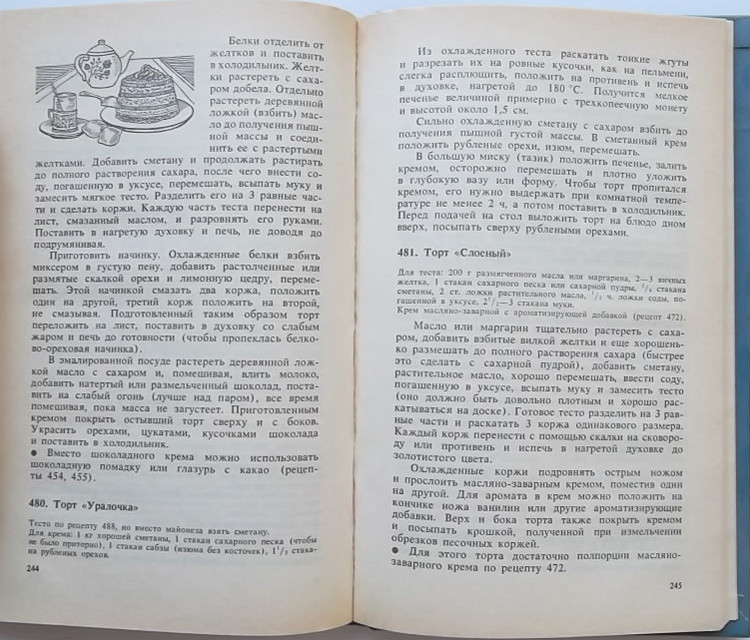 Белки отделить от
желтков и поставить
в холодильник. Желт-
ки растереть с саха-
ром добела. Отдельно
растереть деревянной
ложкой (взбить) мас-
ло до получения пыш-
ной массы и соеди-
нить ее с растертыми
желтками. Добавить сметану и продолжать растирать
до полного растворения сахара, после чего внести со-
ду, погашенную в уксусе, перемешать, всыпать муку и
замесить мягкое тесто. Разделить его на 3 равные час-
ти и сделать коржи. Каждую часть теста перенести на
лист, смазанный маслом, и разровнять его руками.
Поставить в нагретую духовку и печь, не доводя до
подрумянивая.
Приготовить начинку. Охлажденные белки взбить
миксером в густую пену, добавить растолченные или
размятые скалкой орехи и лимонную цедру, переме-
шать. Этой начинкой смазать два коржа, положить
один на другой, третий корж положить на второй,
не смазывая. Подготовленный таким образом торт
переложить на лист, поставить в духовку со слабым
жаром и печь до готовности (чтобы пропеклась белко-
во-ореховая начинка).
В эмалированной посуде растереть деревянной лож-
кой масло с сахаром и, помешивая, влить молоко,
добавить натертый или размельченный шоколад, поста-
вить на слабый огонь (лучше над паром), все время
помешивая, пока масса не загустеет. Приготовленным
кремом покрыть остывший торт сверху и с боков.
Украсить орехами, цукатами, кусочками шоколада
и поставить в холодильник.
● Вместо шоколадного крема можно использовать
шоколадную помадку или глазурь с какао (рецеп-
ты 454, 455).
480. Торт «Уралочка»
Тесто по рецепту 488, но вместо майонеза взять сметану.
Для крема: 1 кг хорошей сметаны, 1 стакан сахарного песка (чтобы
не было приторно), 1 стакан сабзы (изюма без косточек), 1¹/₂ стака-
на рубленых орехов.
244
Из охлажденного теста раскатать тонкие жгуты
и разрезать их на ровные кусочки, как на пельмени,
слегка расплющить, положить на противень и испечь
в духовке, нагретой до 180 °С. Получится мелкое
печенье величиной примерно с трехкопеечную монету
и высотой около 1,5 см.
Сильно охлажденную сметану с сахаром взбить до
получения пышной густой массы. В сметанный крем
положить рубленые орехи, изюм, перемешать.
В большую миску (тазик) положить печенье, залить
кремом, осторожно перемешать и плотно уложить
в глубокую вазу или форму. Чтобы торт пропитался
кремом, его нужно выдержать при комнатной темпе-
ратуре не менее 2 ч, а потом поставить в холодильник.
Перед подачей на стол выложить торт на блюдо дном
вверх, посыпать сверху рублеными орехами.
481. Торт «Слоеный»
Для теста: 200 г размягченного масла или маргарина, 2—3 яичных
желтка, 1 стакан сахарного песка или сахарной пудры, стакана
сметаны, 2 ст. ложки растительного масла, ч. ложки соды, по-
гашенной в уксусе, 2¹/₂—3 стакана муки.
Крем масляно-заварной с ароматизирующей добавкой (рецепт 472).
Масло или маргарин тщательно растереть с саха-
ром, добавить взбитые вилкой желтки и еще хорошень-
ко размешать до полного растворения сахара (быстрее
это сделать с сахарной пудрой), добавить сметану,
растительное масло, хорошо перемешать, ввести соду,
погашенную в уксусе, всыпать муку и замесить тесто
(оно должно быть довольно плотным и хорошо рас-
катываться на доске). Готовое тесто разделить на 3 рав-
ные части и раскатать 3 коржа одинакового размера.
Каждый корж перенести с помощью скалки на сковоро-
ду или противень и испечь в нагретой духовке до
золотистого цвета.
Охлажденные коржи подровнять острым ножом
и прослоить масляно-заварным кремом, поместив один
на другой. Для аромата в крем можно положить на
кончике ножа ванилин или другие ароматизирующие
добавки. Верх и бока торта также покрыть кремом
и посыпать крошкой, полученной при измельчении
обрезков песочных коржей.
● Для этого торта достаточно полпорции масляно-
заварного крема по рецепту 472.
245